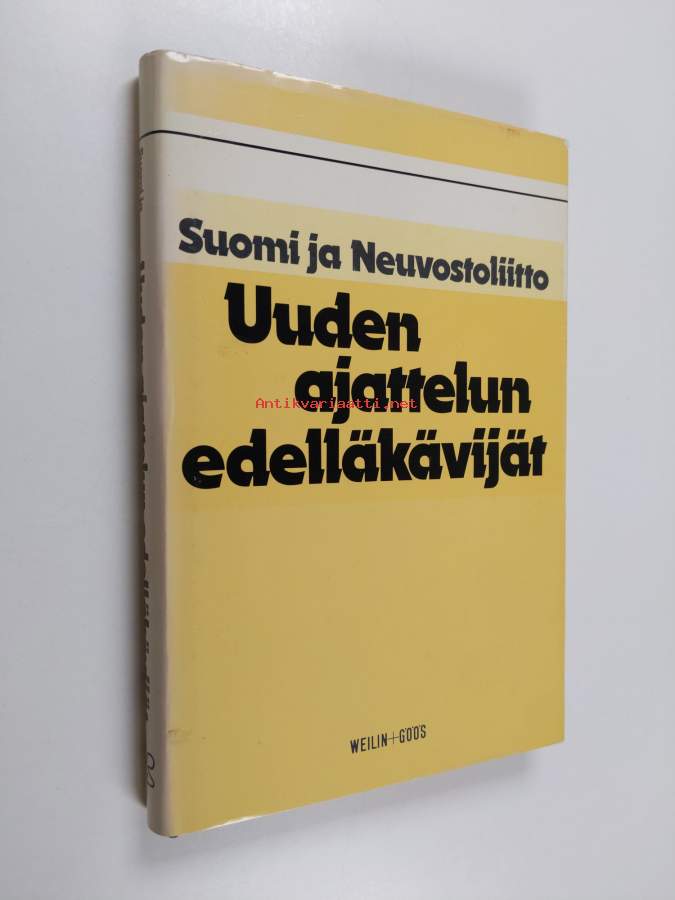 Suomi ja Neuvostoliitto
Uuden
ajattelun
Antikvariaatti.net
edelläkävijät
WEILIN+GÖÖS